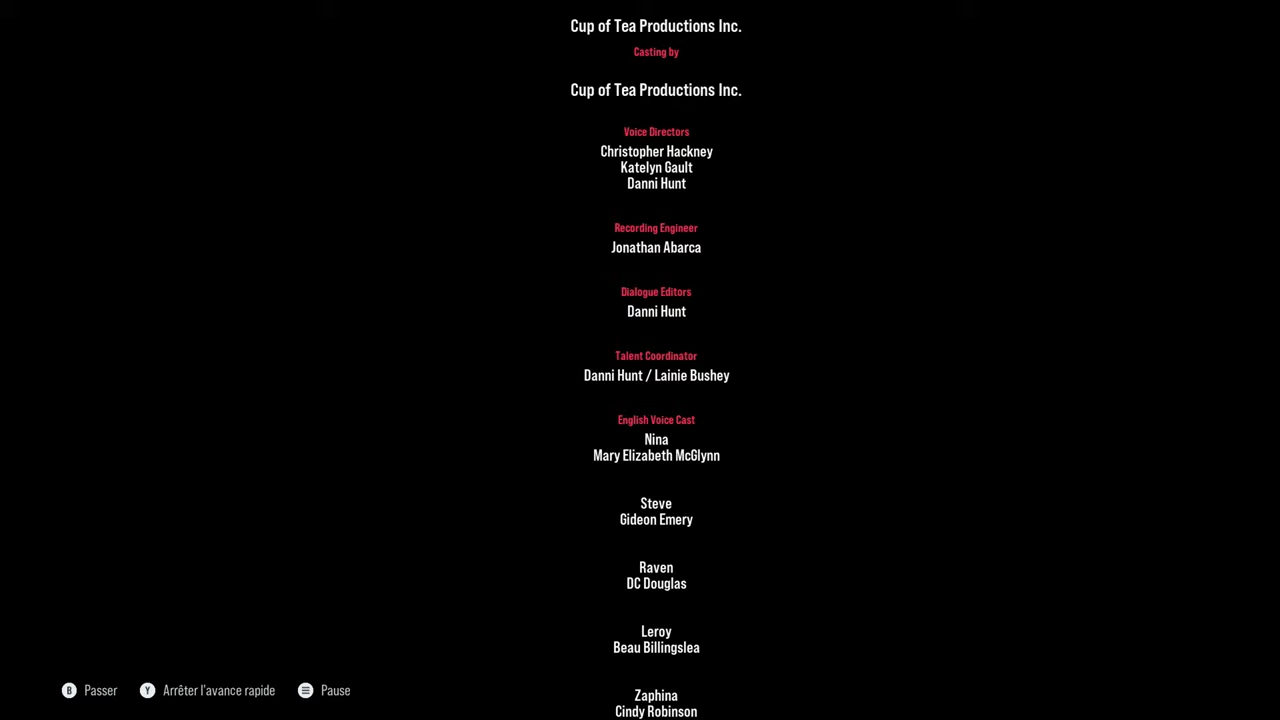 Cup of Tea Productions Inc.
Casting by
Cup of Tea Productions Inc.
Voice Directors
Christopher Hackney
Katelyn Gault
Danni Hunt
Recording Engineer
Jonathan Abarca
Dialogue Editors
Danni Hunt
Talent Coordinator
Danni Hunt / Lainie Bushey
English Voice Cast
Nina
Mary Elizabeth McGlynn
Steve
Gideon Emery
Raven
DC Douglas
Leroy
Beau Billingslea
Zaphina
Cindy Robinson
B Passer Y Arrêter l'avance rapide Pause